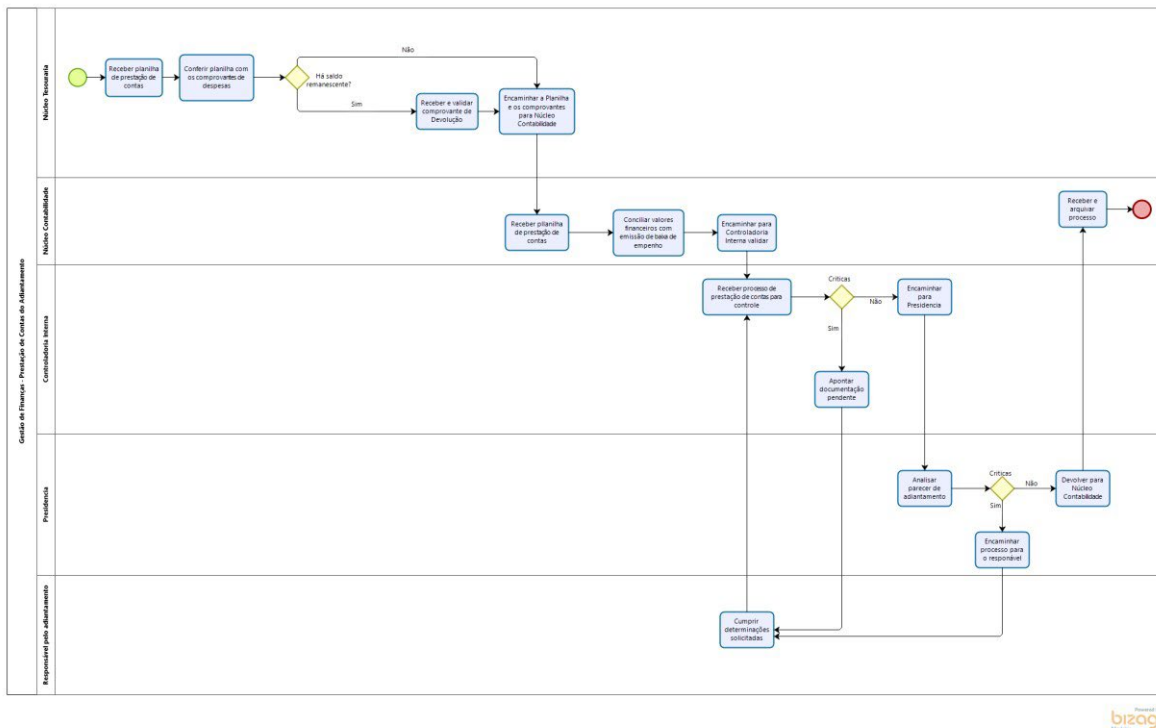 Gestão de Finanças - Prestação de Contas do Adiantamento
Núcleo Tesouraria
Receber planilha
de prestação de
contas
Conferir planilha com
os comprovantes de
despesas
Há saldo
remanescente?
Não
Sim
Receber e validar
comprovante de
Devolução
Encaminhar a Planilha
e os comprovantes
para Núcleo
Contabilidade
Núcleo Contabilidade
Receber pllanilha
de prestação de
contas
Conciliar valores
financeiros com
emissão de baixa de
empenho
Encaminhar para
Controladoria
Interna validar
Receber e
arquivar
processo
Controladoria Interna
Receber processo de
prestação de contas para
controle
Críticas
Não
Sim
Encaminhar
para
Presidencia
Apontar
documentação
pendente
Presidencia
Analisar
parecer de
adiantamento
Críticas
Não
Sim
Devolver para
Núcleo
Contabilidade
Encaminhar
processo para
o responável
Responsável pelo adiantamento
Cumprir
determinações
solicitadas
Powered
bizag